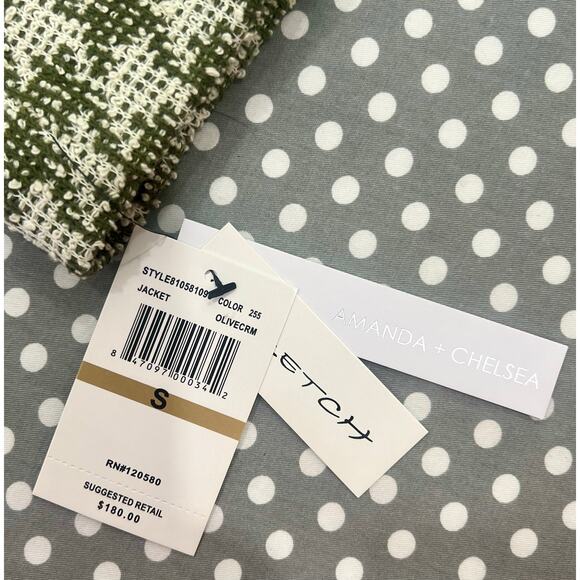 STYLE81058109 COLOR 255
JACKET OLIVECRM
8 47097 00034 2
S
RN#120580
SUGGESTED RETAIL
$180.00
ETCH
AMANDA + CHELSEA